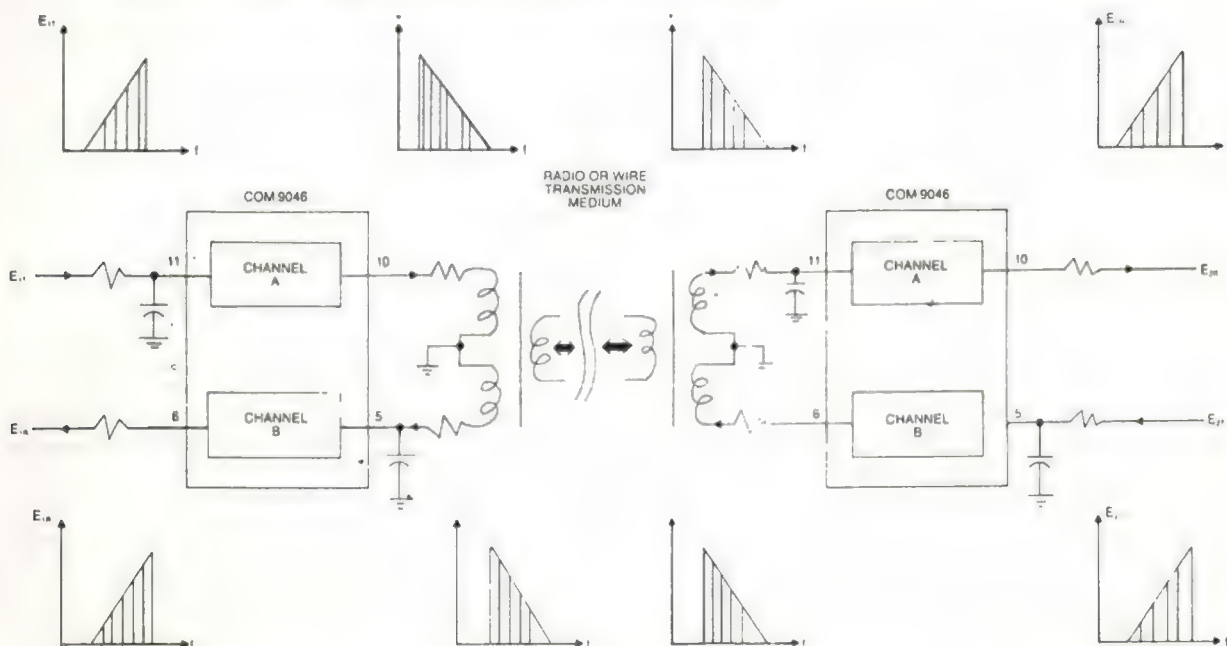 f
f
f
RADIO OR WIRE
TRANSMISSION
MEDIUM
COM 9046
COM 9046
11
CHANNEL
A
10
11
CHANNEL
A
10
6
CHANNEL
B
5
6
CHANNEL
B
5
f
f
f
f